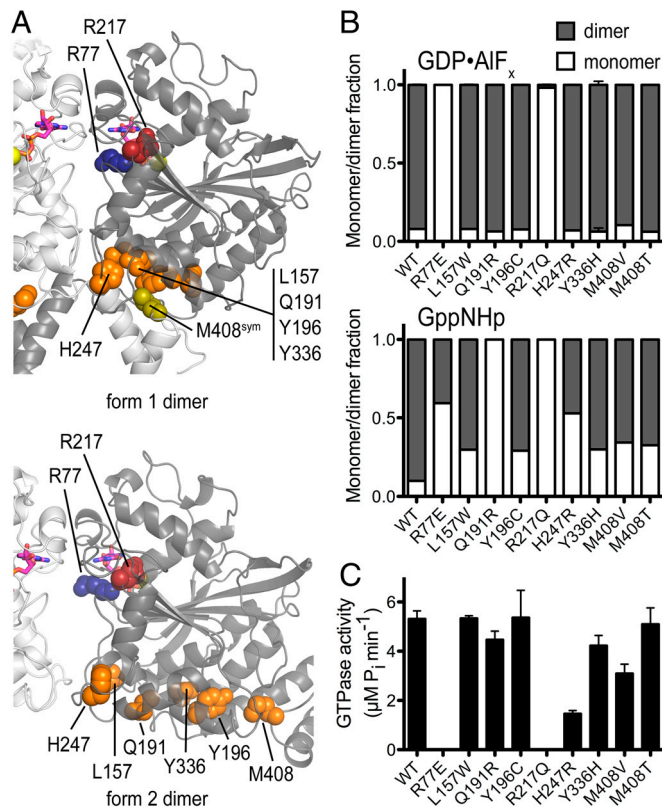 A
R217
R77
L157
Q191
Y196
Y336
M408sym
H247
form 1 dimer
R217
R77
H247
L157
Q191
Y336
Y196
M408
form 2 dimer
B
dimer
monomer
GDP•AlFx
Monomer/dimer fraction
1.0
0.5
0.0
WT
R77E
L157W
Q191R
Y196C
R217Q
H247R
Y336H
M408V
M408T
GppNHp
Monomer/dimer fraction
1.0
0.5
0.0
WT
R77E
L157W
Q191R
Y196C
R217Q
H247R
Y336H
M408V
M408T
C
GTPase activity
(µM Pi min-1)
6
4
2
0
WT
R77E
L157W
Q191R
Y196C
R217Q
H247R
Y336H
M408V
M408T